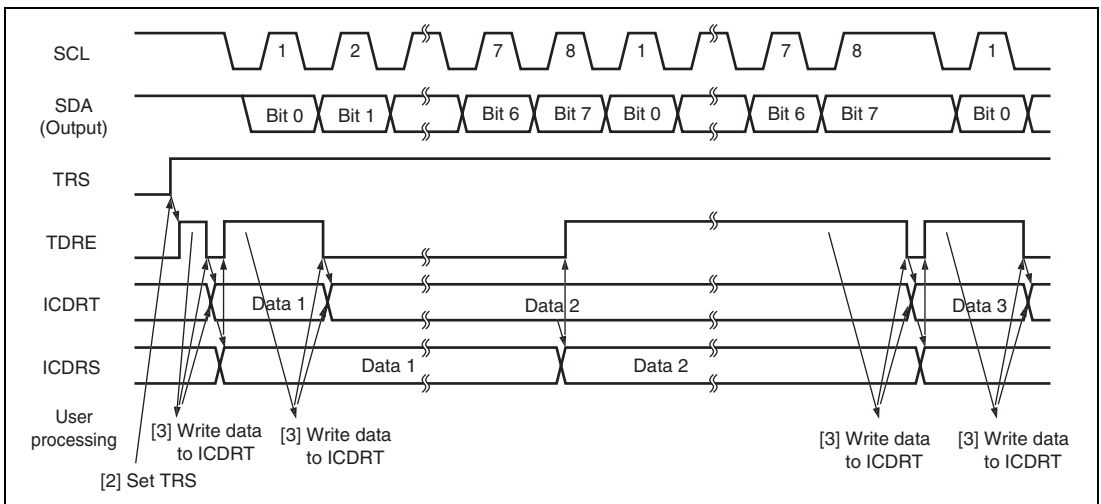 SCL 1 2 7 8 1 7 8 1
SDA
(Output)
Bit 0 Bit 1 Bit 6 Bit 7 Bit 0 Bit 6 Bit 7 Bit 0
TRS
TDRE
ICDRT Data 1 Data 2 Data 3
ICDRS Data 1 Data 2
User
processing
[3] Write data
to ICDRT
[3] Write data
to ICDRT
[3] Write data
to ICDRT
[3] Write data
to ICDRT
[2] Set TRS